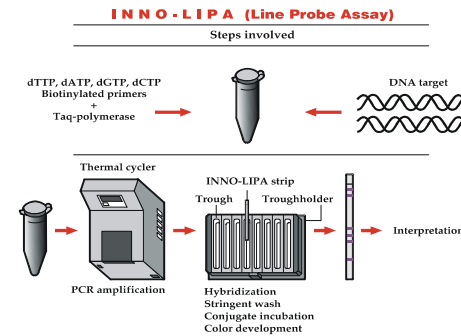 INNO-LIPA (Line Probe Assay)
Steps involved
dTTP, dATP, dGTP, dCTP
Biotinylated primers
+
Taq-polymerase
DNA target
Thermal cycler
INNO-LIPA strip
Trough
Troughholder
Interpretation
PCR amplification
Hybridization
Stringent wash
Conjugate incubation
Color development